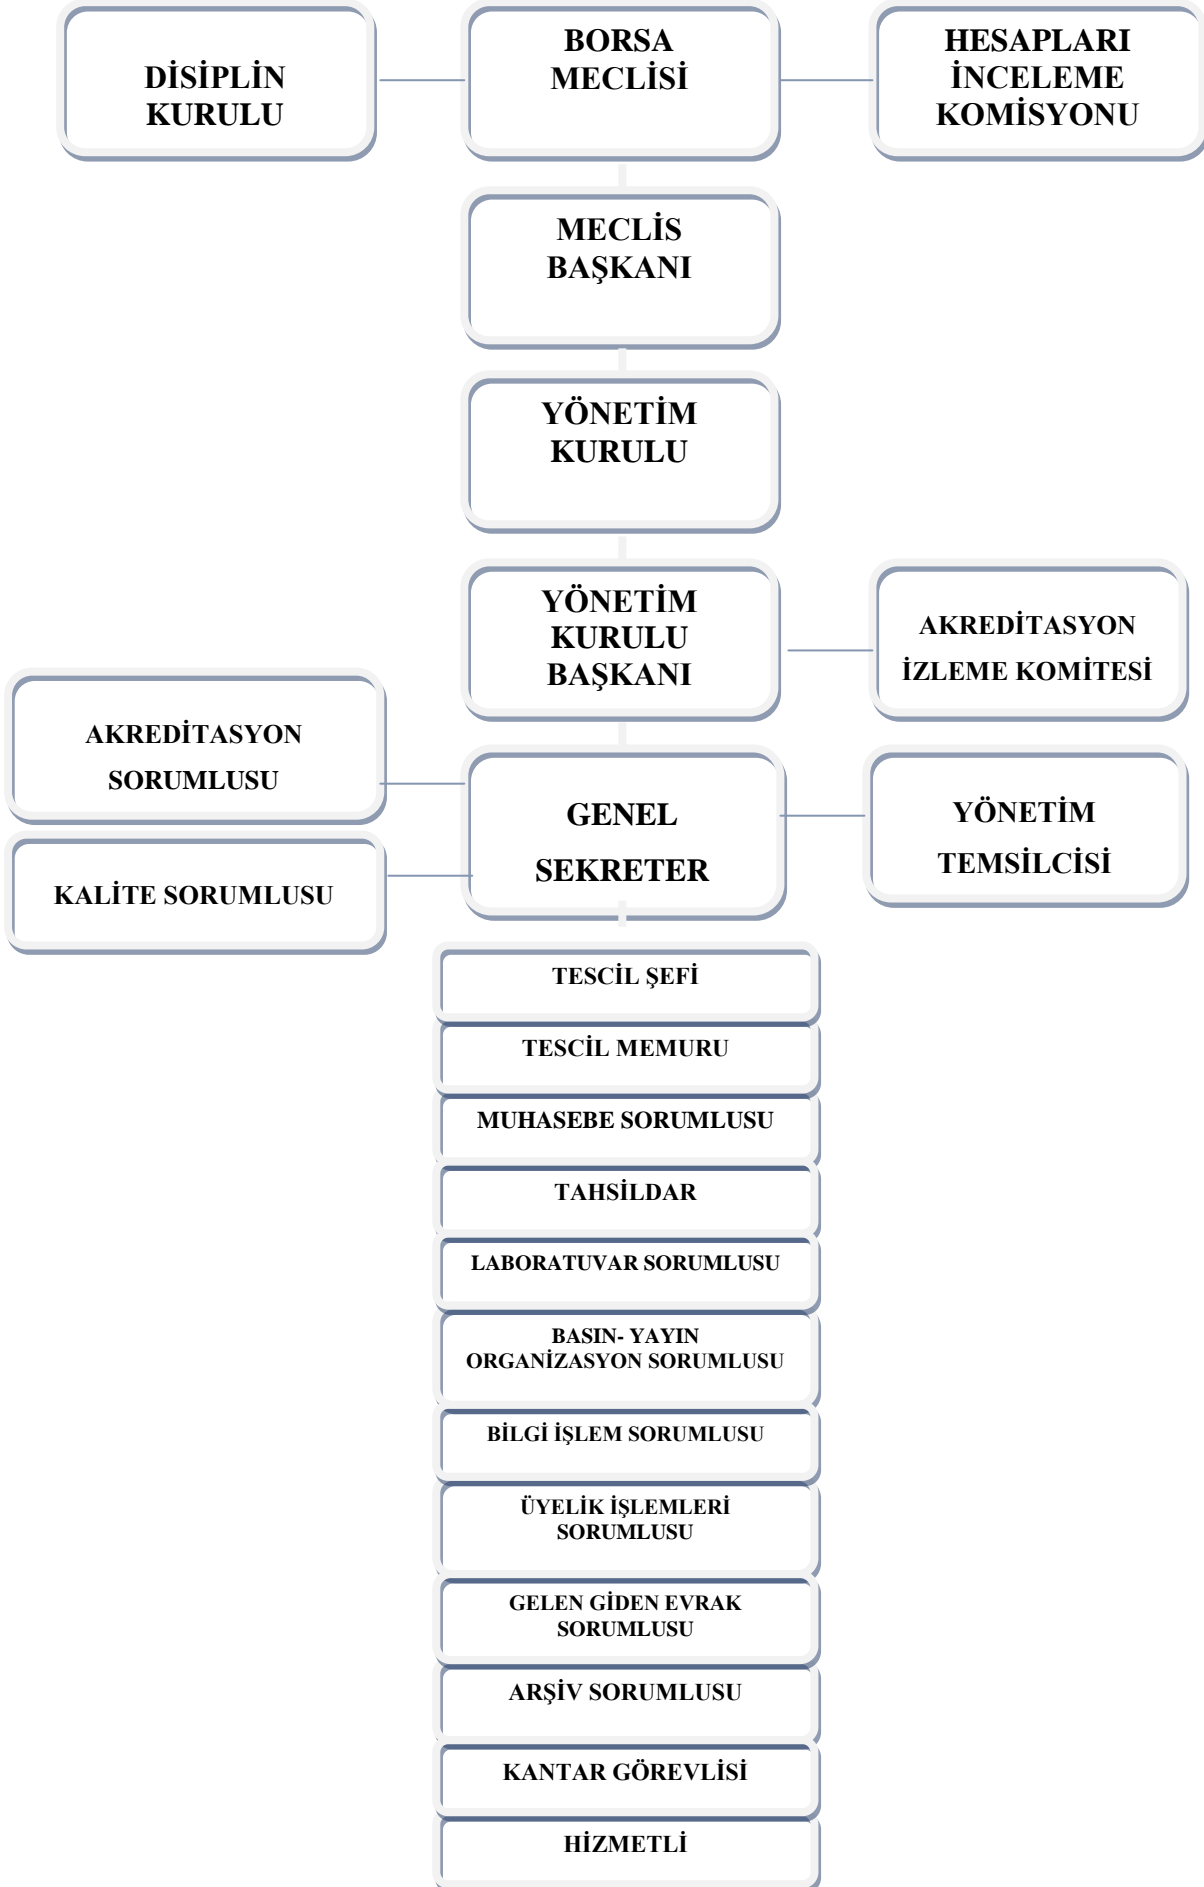 DİSİPLİN
KURULU
BORSA
MECLİSİ
HESAPLARI
İNCELEME
KOMİSYONU
MECLİS
BAŞKANI
YÖNETİM
KURULU
YÖNETİM
KURULU
BAŞKANI
AKREDİTASYON
İZLEME KOMİTESİ
AKREDİTASYON
SORUMLUSU
KALİTE SORUMLUSU
GENEL
SEKRETER
YÖNETİM
TEMSİLCİSİ
TESCİL ŞEFİ
TESCİL MEMURU
MUHASEBE SORUMLUSU
TAHSİLDAR
LABORATUVAR SORUMLUSU
BASIN- YAYIN
ORGANİZASYON SORUMLUSU
BİLGİ İŞLEM SORUMLUSU
ÜYELİK İŞLEMLERİ
SORUMLUSU
GELEN GİDEN EVRAK
SORUMLUSU
ARŞİV SORUMLUSU
KANTAR GÖREVLİSİ
HİZMETLİ